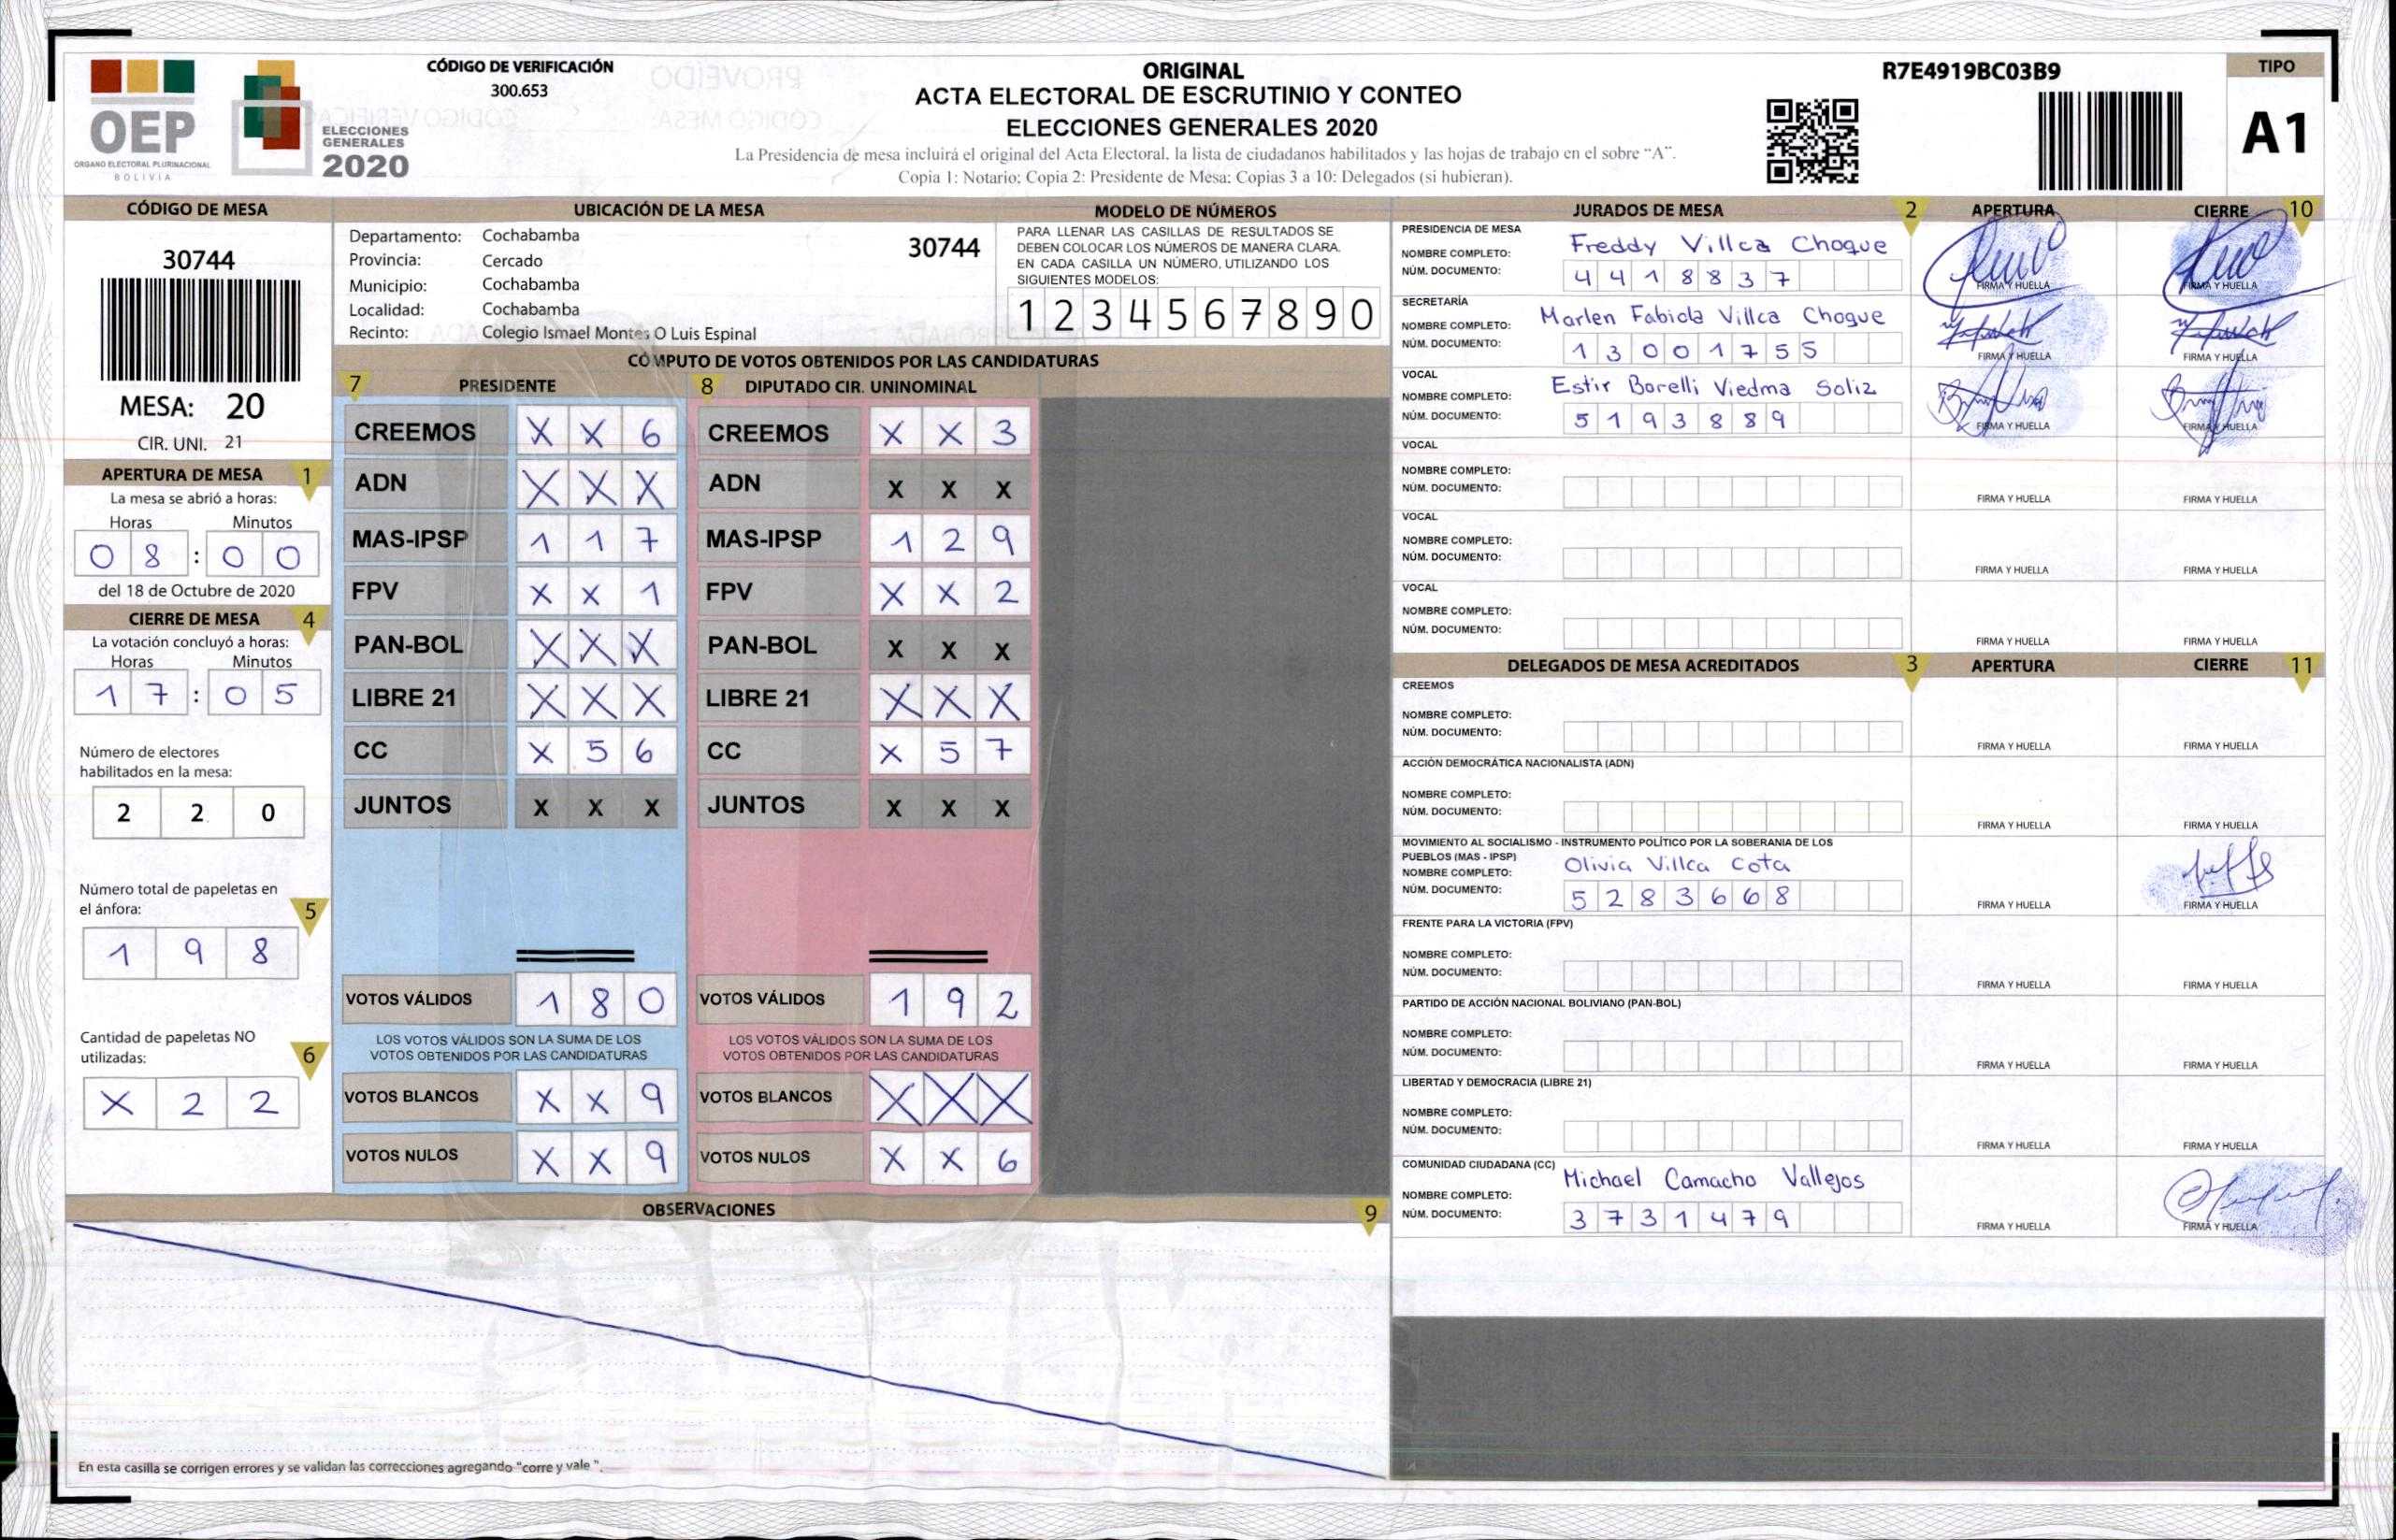 OEP
ORGANO ELECTORAL PLURINACIONAL
BOLIVIA
ELECCIONES
GENERALES
2020
CÓDIGO DE VERIFICACIÓN
300.653
ORIGINAL
ACTA ELECTORAL DE ESCRUTINIO Y CONTEO
ELECCIONES GENERALES 2020
La Presidencia de mesa incluirá el original del Acta Electoral, la lista de ciudadanos habilitados y las hojas de trabajo en el sobre "A".
Copia 1: Notario; Copia 2: Presidente de Mesa; Copias 3 a 10: Delegados (si hubieran).
R7E4919BC03B9
TIPO
A1
CÓDIGO DE MESA
30744
MESA: 20
CIR. UNI. 21
APERTURA DE MESA 1
La mesa se abrió a horas:
Horas Minutos
0 8 : 0 0
del 18 de Octubre de 2020
CIERRE DE MESA 4
La votación concluyó a horas:
Horas Minutos
1 7 : 0 5
Número de electores
habilitados en la mesa:
2 2 0
Número total de papeletas en
el ánfora: 5
1 9 8
Cantidad de papeletas NO
utilizadas: 6
X 2 2
UBICACIÓN DE LA MESA
Departamento: Cochabamba 30744
Provincia: Cercado
Municipio: Cochabamba
Localidad: Cochabamba
Recinto: Colegio Ismael Montes O Luis Espinal
MODELO DE NÚMEROS
PARA LLENAR LAS CASILLAS DE RESULTADOS SE
DEBEN COLOCAR LOS NÚMEROS DE MANERA CLARA.
EN CADA CASILLA UN NÚMERO, UTILIZANDO LOS
SIGUIENTES MODELOS:
1 2 3 4 5 6 7 8 9 0
CÓMPUTO DE VOTOS OBTENIDOS POR LAS CANDIDATURAS
7 PRESIDENTE 8 DIPUTADO CIR. UNINOMINAL
CREEMOS X X 6 CREEMOS X X 3
ADN X X X ADN X X X
MAS-IPSP 1 1 7 MAS-IPSP 1 2 9
FPV X X 1 FPV X X 2
PAN-BOL X X X PAN-BOL X X X
LIBRE 21 X X X LIBRE 21 X X X
CC X 5 6 CC X 5 7
JUNTOS X X X JUNTOS X X X
VOTOS VÁLIDOS 1 8 0 VOTOS VÁLIDOS 1 9 2
LOS VOTOS VÁLIDOS SON LA SUMA DE LOS LOS VOTOS VÁLIDOS SON LA SUMA DE LOS
VOTOS OBTENIDOS POR LAS CANDIDATURAS VOTOS OBTENIDOS POR LAS CANDIDATURAS
VOTOS BLANCOS X X 9 VOTOS BLANCOS X X X
VOTOS NULOS X X 9 VOTOS NULOS X X 6
OBSERVACIONES 9
En esta casilla se corrigen errores y se validan las correcciones agregando "corre y vale ".
JURADOS DE MESA 2 APERTURA CIERRE 10
PRESIDENCIA DE MESA
NOMBRE COMPLETO: Freddy Villca Choque
NÚM. DOCUMENTO: 4 4 1 8 8 3 7 FIRMA Y HUELLA FIRMA Y HUELLA
SECRETARÍA
NOMBRE COMPLETO: Marlen Fabiola Villca Choque
NÚM. DOCUMENTO: 1 3 0 0 1 7 5 5 FIRMA Y HUELLA FIRMA Y HUELLA
VOCAL
NOMBRE COMPLETO: Estir Borelli Viedma Soliz
NÚM. DOCUMENTO: 5 1 9 3 8 8 9 FIRMA Y HUELLA FIRMA Y HUELLA
VOCAL
NOMBRE COMPLETO:
NÚM. DOCUMENTO: FIRMA Y HUELLA FIRMA Y HUELLA
VOCAL
NOMBRE COMPLETO:
NÚM. DOCUMENTO: FIRMA Y HUELLA FIRMA Y HUELLA
VOCAL
NOMBRE COMPLETO:
NÚM. DOCUMENTO: FIRMA Y HUELLA FIRMA Y HUELLA
DELEGADOS DE MESA ACREDITADOS 3 APERTURA CIERRE 11
CREEMOS
NOMBRE COMPLETO:
NÚM. DOCUMENTO: FIRMA Y HUELLA FIRMA Y HUELLA
ACCIÓN DEMOCRÁTICA NACIONALISTA (ADN)
NOMBRE COMPLETO:
NÚM. DOCUMENTO: FIRMA Y HUELLA FIRMA Y HUELLA
MOVIMIENTO AL SOCIALISMO - INSTRUMENTO POLÍTICO POR LA SOBERANIA DE LOS
PUEBLOS (MAS - IPSP)
NOMBRE COMPLETO: Olivia Villca Cota
NÚM. DOCUMENTO: 5 2 8 3 6 6 8 FIRMA Y HUELLA FIRMA Y HUELLA
FRENTE PARA LA VICTORIA (FPV)
NOMBRE COMPLETO:
NÚM. DOCUMENTO: FIRMA Y HUELLA FIRMA Y HUELLA
PARTIDO DE ACCIÓN NACIONAL BOLIVIANO (PAN-BOL)
NOMBRE COMPLETO:
NÚM. DOCUMENTO: FIRMA Y HUELLA FIRMA Y HUELLA
LIBERTAD Y DEMOCRACIA (LIBRE 21)
NOMBRE COMPLETO:
NÚM. DOCUMENTO: FIRMA Y HUELLA FIRMA Y HUELLA
COMUNIDAD CIUDADANA (CC)
NOMBRE COMPLETO: Michael Camacho Vallejos
NÚM. DOCUMENTO: 3 7 3 1 4 7 9 FIRMA Y HUELLA FIRMA Y HUELLA